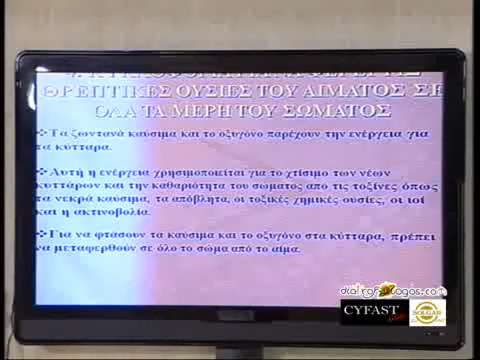 ΘΡΕΠΤΙΚΕΣ ΟΥΣΙΕΣ ΤΟΥ ΑΙΜΑΤΟΣ ΣΕ
ΟΛΑ ΤΑ ΜΕΡΗ ΤΟΥ ΣΩΜΑΤΟΣ
❖Τα ζωντανά καύσιμα και το οξυγόνο παρέχουν την ενέργεια για
τα κύτταρα.
❖Αυτή η ενέργεια χρησιμοποιείται για το χτίσιμο των νέων
κυττάρων και την καθαριότητα του σώματος απο τις τοξίνες όπως
τα νεκρά καύσιμα, τα απόβλητα, οι τοξικές χημικές ουσίες, οι ιοί
και η ακτινοβολία.
❖Για να φτάσουν τα καύσιμα και το οξυγόνο στα κύτταρα, πρέπει
να μεταφερθούν σε όλο το σώμα από το αίμα.
diatrofologos.com
CYFAST
SOLGAR